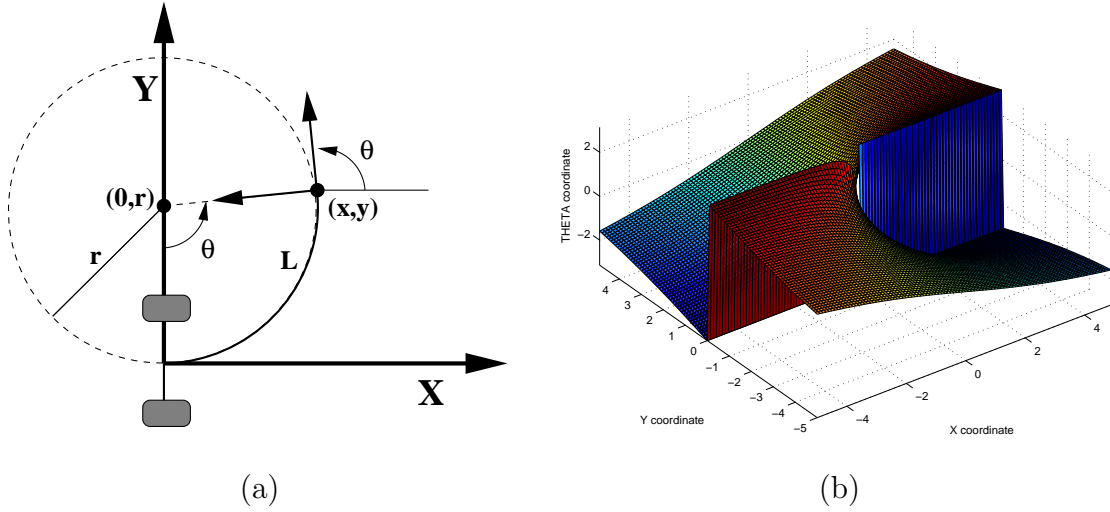 Y
θ
(0,r)
(x,y)
θ
r
L
X
(a)
THETA coordinate
2
0
−2
4
3
2
1
0
−1
−2
−3
−4
−5
Y coordinate
−4
−2
0
2
4
X coordinate
(b)